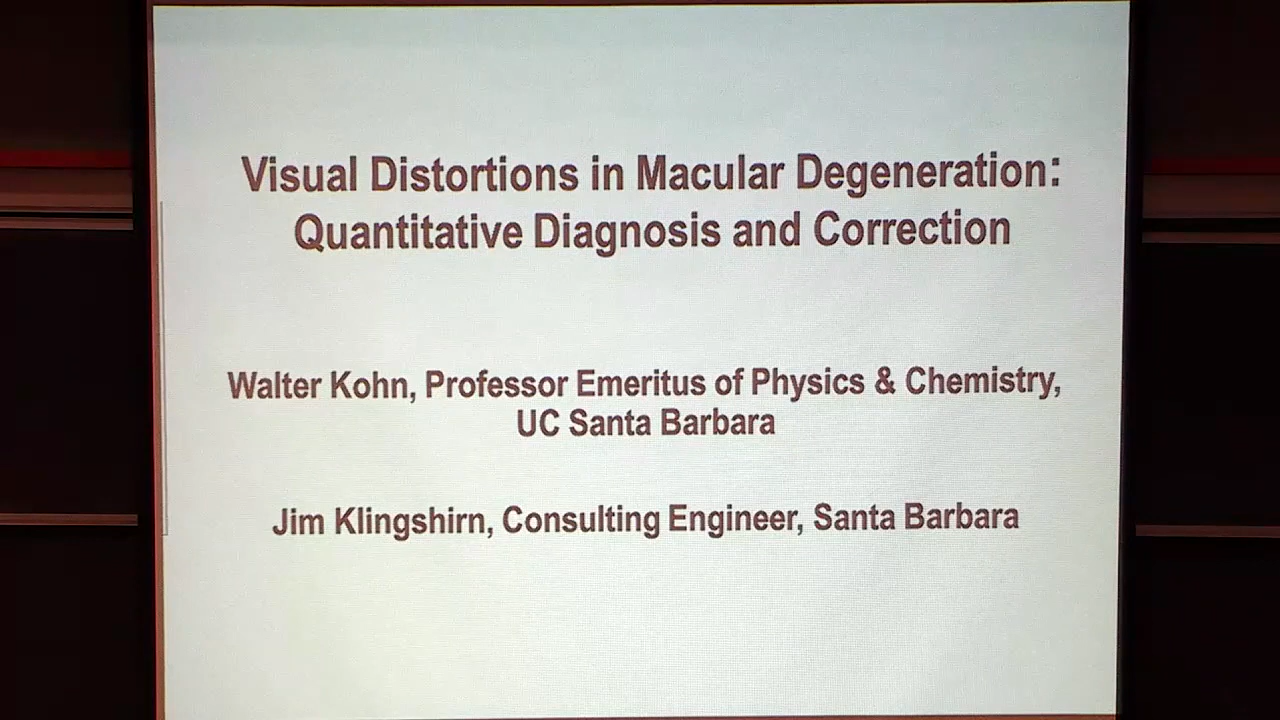 Visual Distortions in Macular Degeneration:
Quantitative Diagnosis and Correction
Walter Kohn, Professor Emeritus of Physics & Chemistry,
UC Santa Barbara
Jim Klingshirn, Consulting Engineer, Santa Barbara